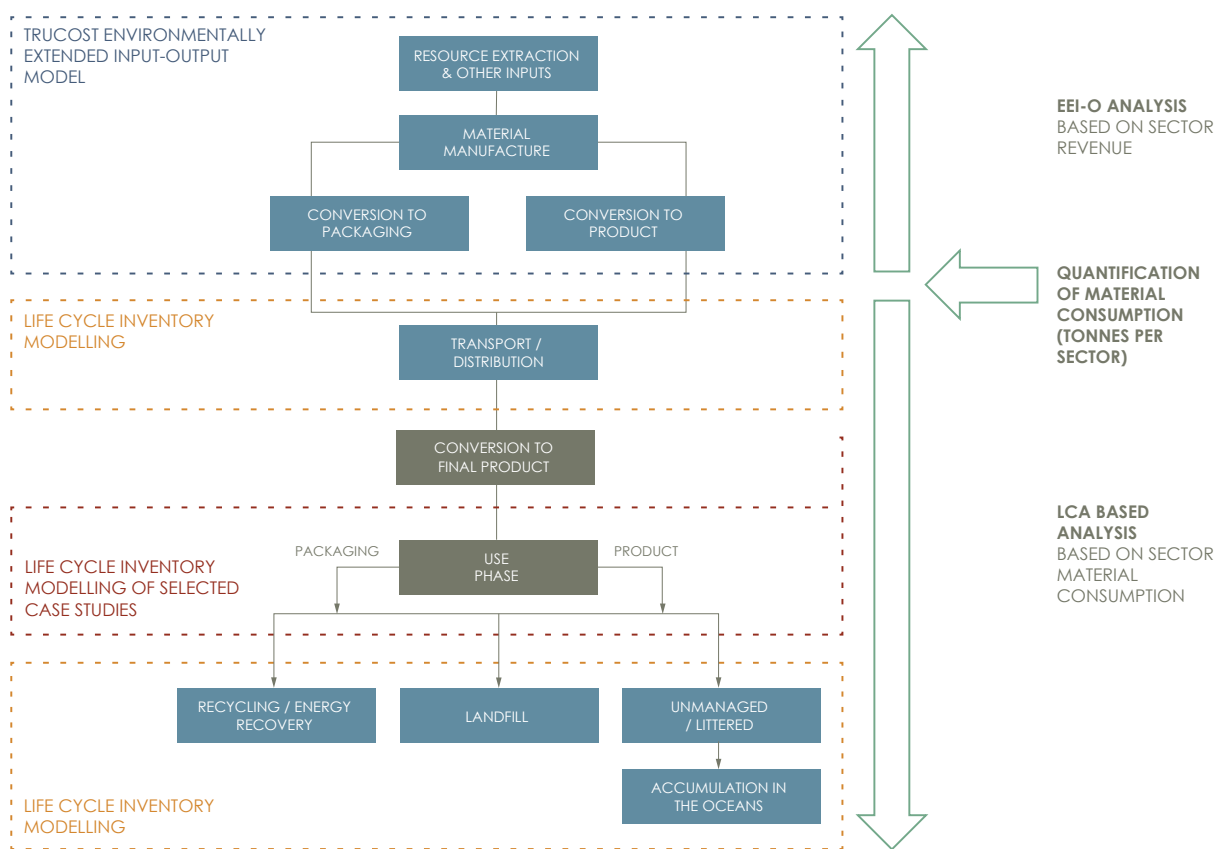 TRUCOST ENVIRONMENTALLY
EXTENDED INPUT-OUTPUT
MODEL
RESOURCE EXTRACTION
& OTHER INPUTS
MATERIAL
MANUFACTURE
CONVERSION TO
PACKAGING
CONVERSION TO
PRODUCT
EEI-O ANALYSIS
BASED ON SECTOR
REVENUE
QUANTIFICATION
OF MATERIAL
CONSUMPTION
(TONNES PER
SECTOR)
LIFE CYCLE INVENTORY
MODELLING
TRANSPORT /
DISTRIBUTION
CONVERSION TO
FINAL PRODUCT
LIFE CYCLE INVENTORY
MODELLING OF SELECTED
CASE STUDIES
PACKAGING
USE
PHASE
PRODUCT
LCA BASED
ANALYSIS
BASED ON SECTOR
MATERIAL
CONSUMPTION
RECYCLING / ENERGY
RECOVERY
LANDFILL
UNMANAGED
/ LITTERED
ACCUMULATION IN
THE OCEANS
LIFE CYCLE INVENTORY
MODELLING